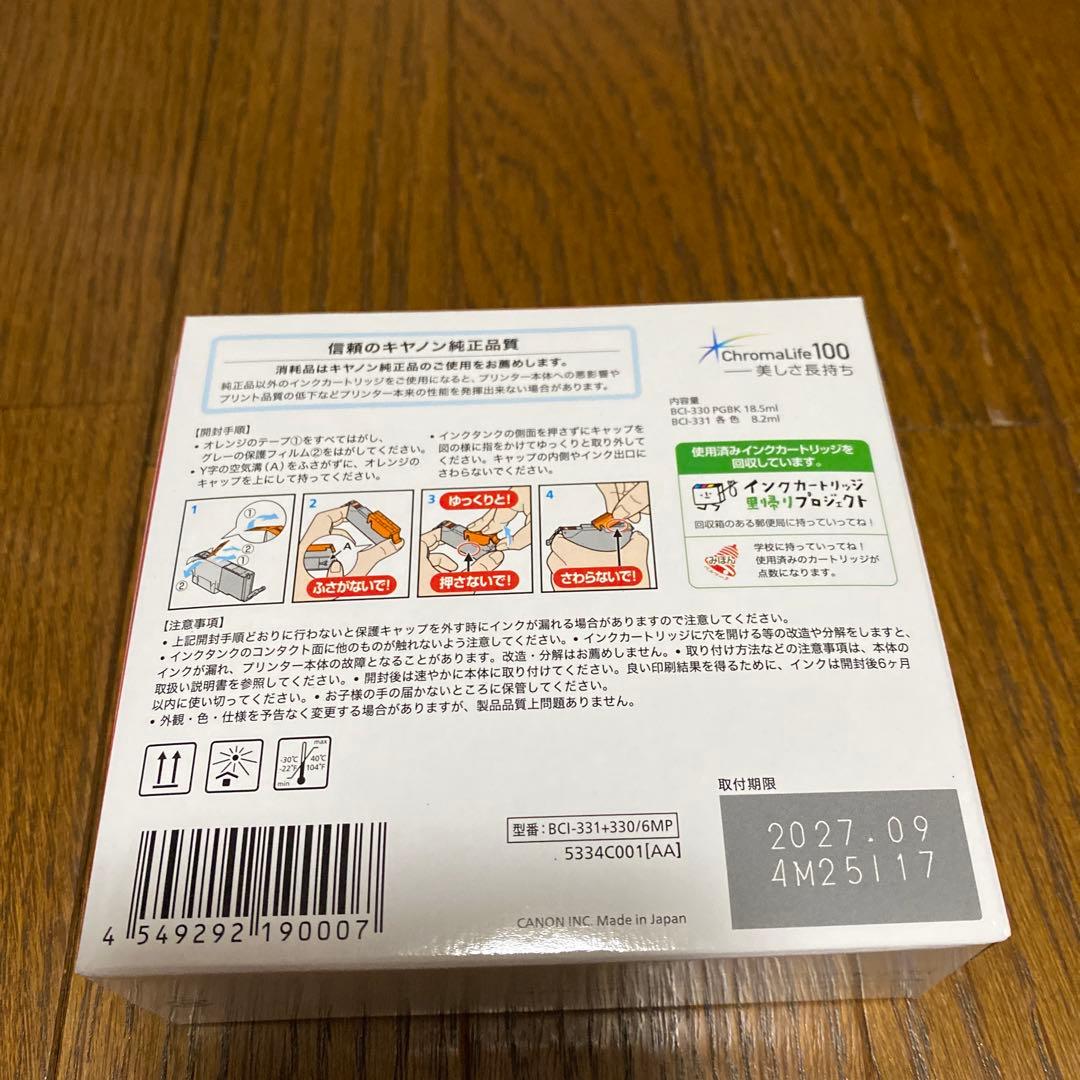 信頼のキヤノン純正品質
消耗品はキヤノン純正品のご使用をお薦めします。
純正品以外のインクカートリッジをご使用になると、プリンター本体への悪影響や
プリント品質の低下などプリンター本来の性能を発揮出来ない場合があります。
ChromaLife100
美しさ長持ち
内容量
BCI-330 PGBK 18.5ml
BCI-331 各色 8.2ml
【開封手順】
• オレンジのテープ①をすべてはがし、
グレーの保護フィルム②をはがしてください。
• Y字の空気溝(A)をふさがずに、オレンジの
キャップを上にして持ってください。
• インクタンクの側面を押さずにキャップを
図の様に指をかけてゆっくりと取り外して
ください。キャップの内側やインク出口に
さわらないでください。
使用済みインクカートリッジを
回収しています。
インクカートリッジ
里帰りプロジェクト
回収箱のある郵便局に持っていってね!
みほん
ベルマーク
学校に持っていってね!
使用済みのカートリッジが
点数になります。
1
①
①
②
②
2
A
ふさがないで!
3
ゆっくりと!
押さないで!
4
さわらないで!
【注意事項】
• 上記開封手順どおりに行わないと保護キャップを外す時にインクが漏れる場合がありますので注意してください。
• インクタンクのコンタクト面に他のものが触れないよう注意してください。• インクカートリッジに穴を開ける等の改造や分解をしますと、
インクが漏れ、プリンター本体の故障となることがあります。改造・分解はお薦めしません。• 取り付け方法などの注意事項は、本体の
取扱い説明書を参照してください。• 開封後は速やかに本体に取り付けてください。良い印刷結果を得るために、インクは開封後6ヶ月
以内に使い切ってください。• お子様の手の届かないところに保管してください。
• 外観・色・仕様を予告なく変更する場合がありますが、製品品質上問題ありません。
max
-30℃ 40℃
-22°F 104°F
min
取付期限
2027.09
4M25I17
型番:BCI-331+330/6MP
5334C001[AA]
CANON INC. Made in Japan
4 549292 190007